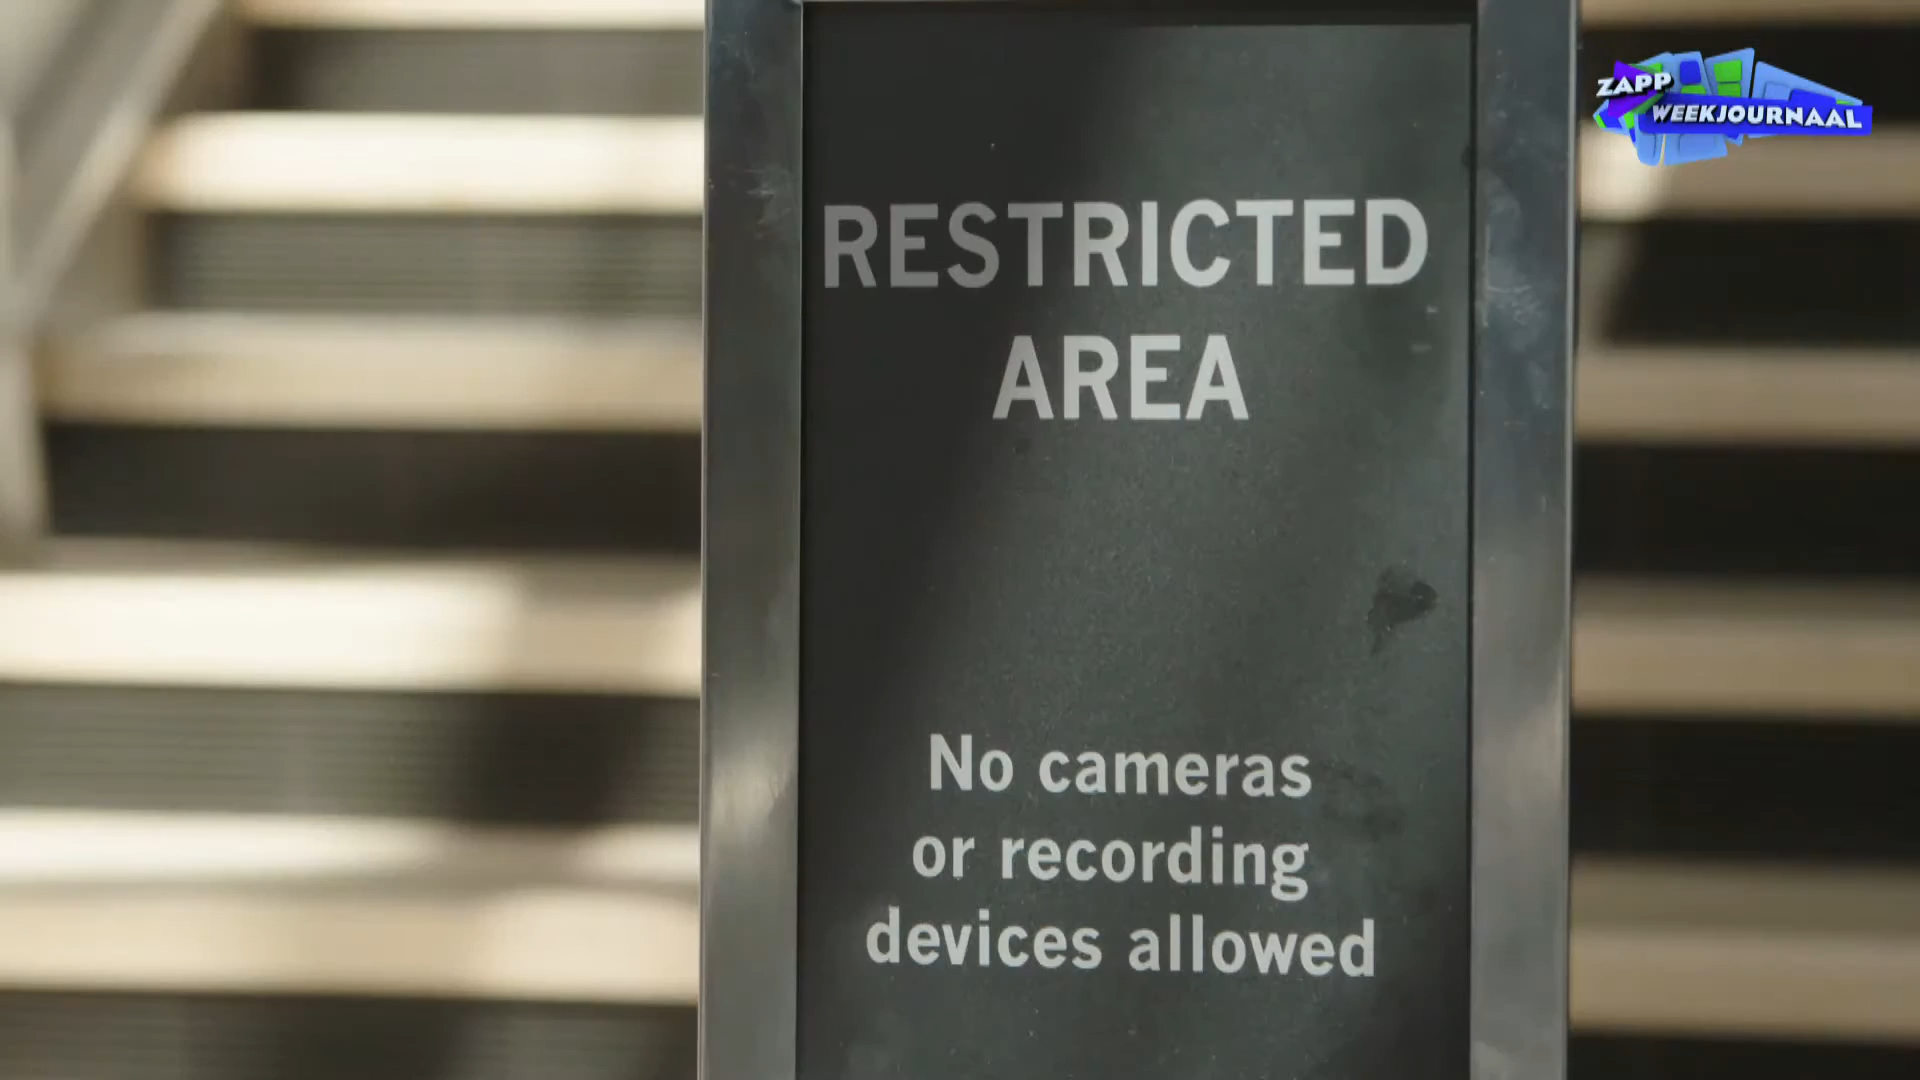 ZAPP
WEEKJOURNAAL
RESTRICTED
AREA
No cameras
or recording
devices allowed